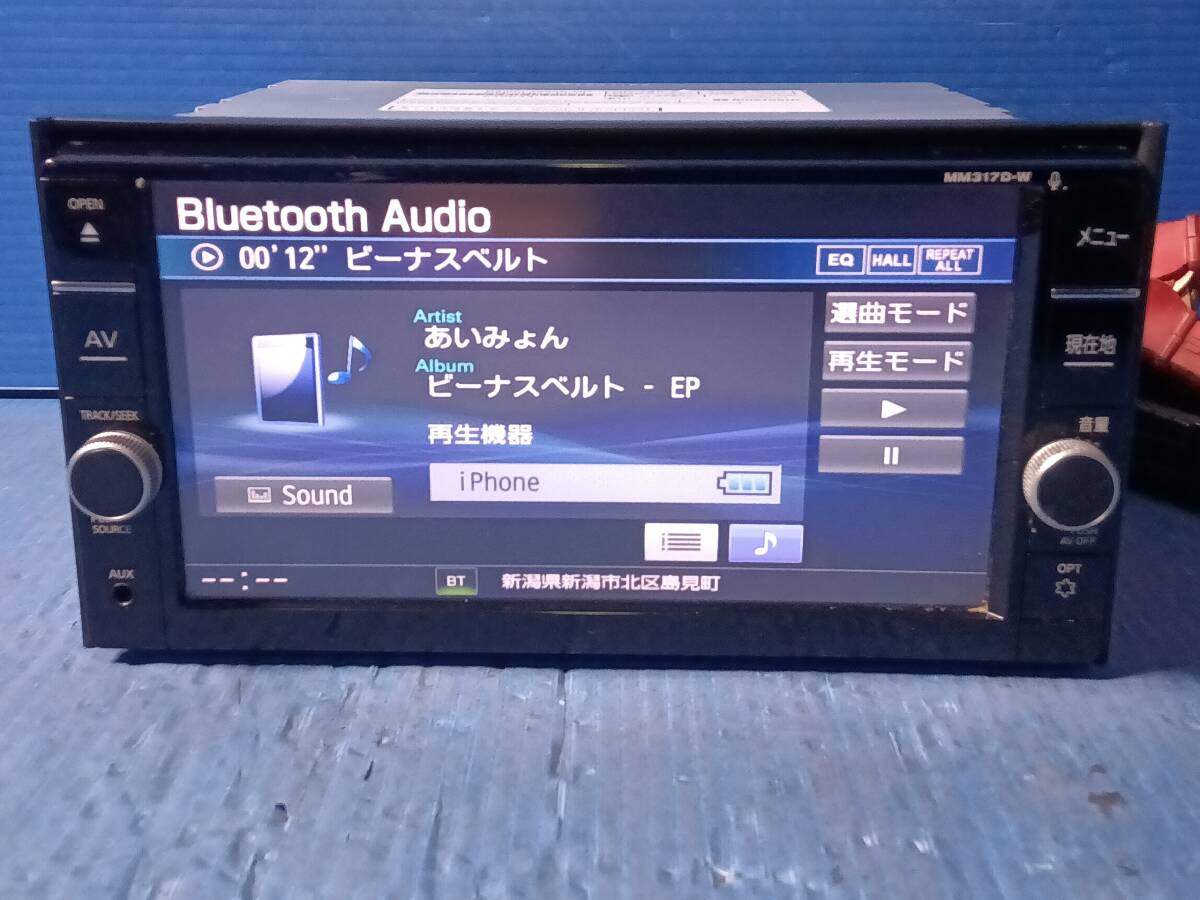 MM317D-W
OPEN
メニュー
AV
現在地
TRACK/SEEK
音量
SOURCE
AV OFF
AUX
OPT
Bluetooth Audio
00'12" ビーナスベルト
EQ
HALL
REPEAT
ALL
Artist
あいみょん
Album
ビーナスベルト - EP
再生機器
iPhone
Sound
選曲モード
再生モード
--:--
BT
新潟県新潟市北区島見町